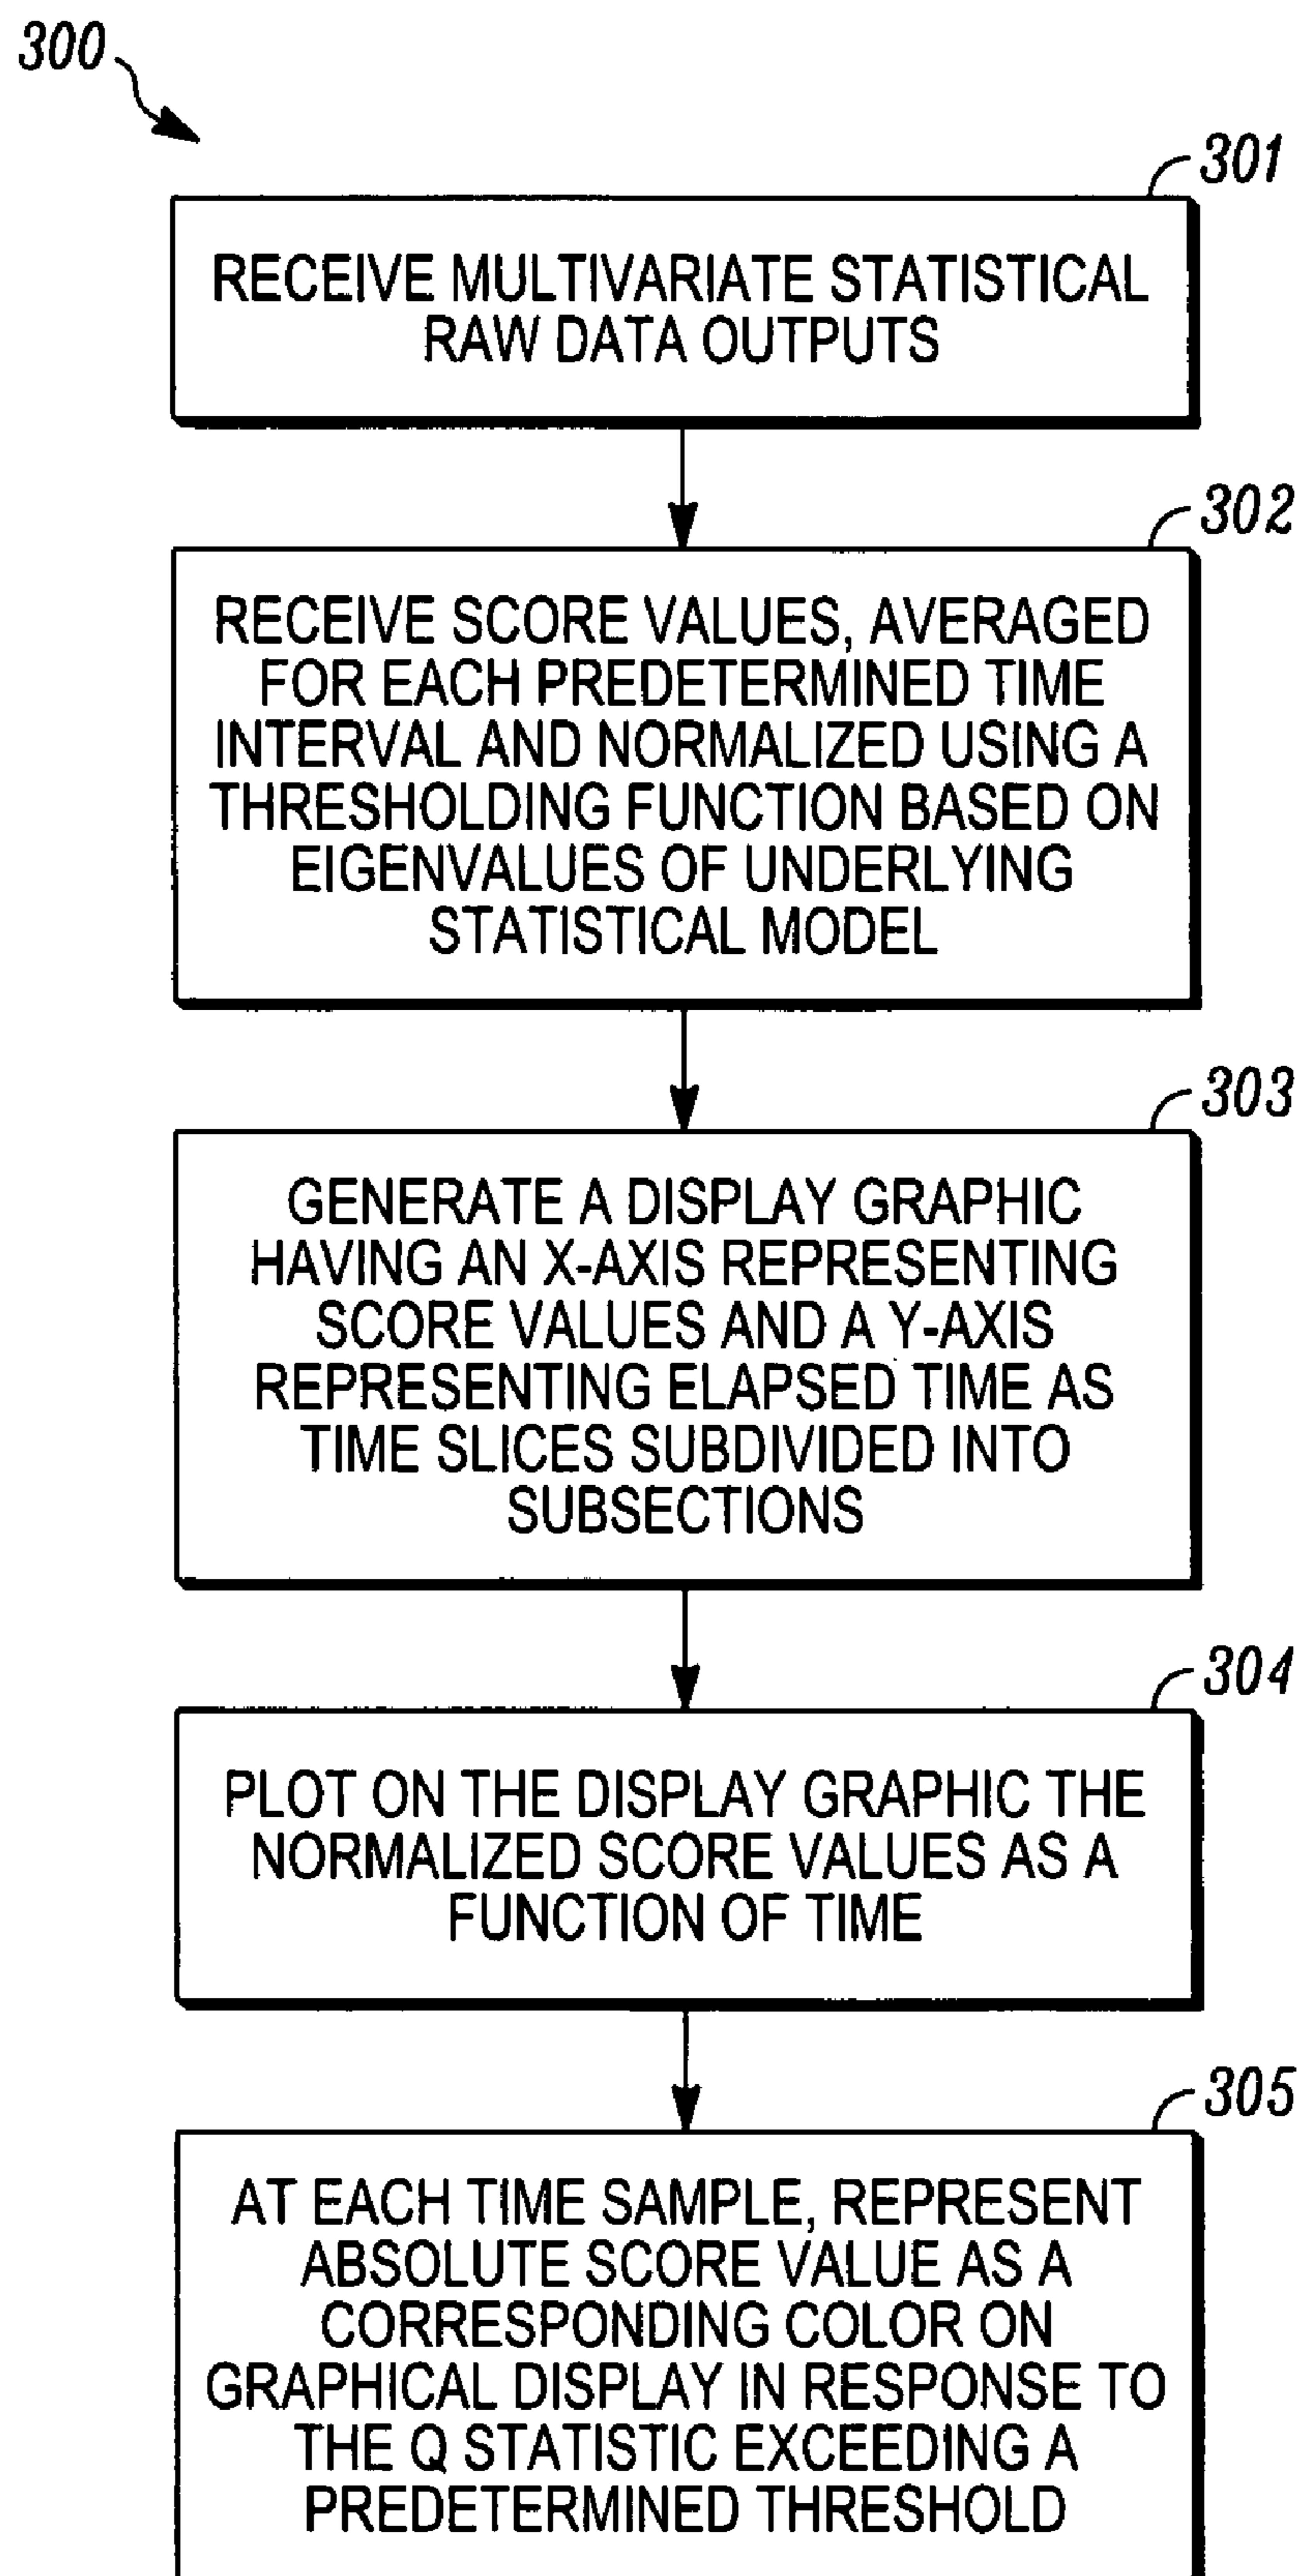 300
301
RECEIVE MULTIVARIATE STATISTICAL
RAW DATA OUTPUTS
302
RECEIVE SCORE VALUES, AVERAGED
FOR EACH PREDETERMINED TIME
INTERVAL AND NORMALIZED USING A
THRESHOLDING FUNCTION BASED ON
EIGENVALUES OF UNDERLYING
STATISTICAL MODEL
303
GENERATE A DISPLAY GRAPHIC
HAVING AN X-AXIS REPRESENTING
SCORE VALUES AND A Y-AXIS
REPRESENTING ELAPSED TIME AS
TIME SLICES SUBDIVIDED INTO
SUBSECTIONS
304
PLOT ON THE DISPLAY GRAPHIC THE
NORMALIZED SCORE VALUES AS A
FUNCTION OF TIME
305
AT EACH TIME SAMPLE, REPRESENT
ABSOLUTE SCORE VALUE AS A
CORRESPONDING COLOR ON
GRAPHICAL DISPLAY IN RESPONSE TO
THE Q STATISTIC EXCEEDING A
PREDETERMINED THRESHOLD